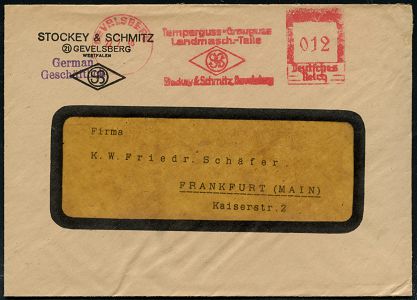 STOCKEY & SCHMITZ
21 GEVELSBERG
WESTFALEN
German
Temperguss-Grauguss
Landmasch.-Teile
Stockey & Schmitz, Gevelsberg
012
Deutsches
Reich
Firma
K.W.Friedr.Schäfer
FRANKFURT (MAIN)
Kaiserstr.2